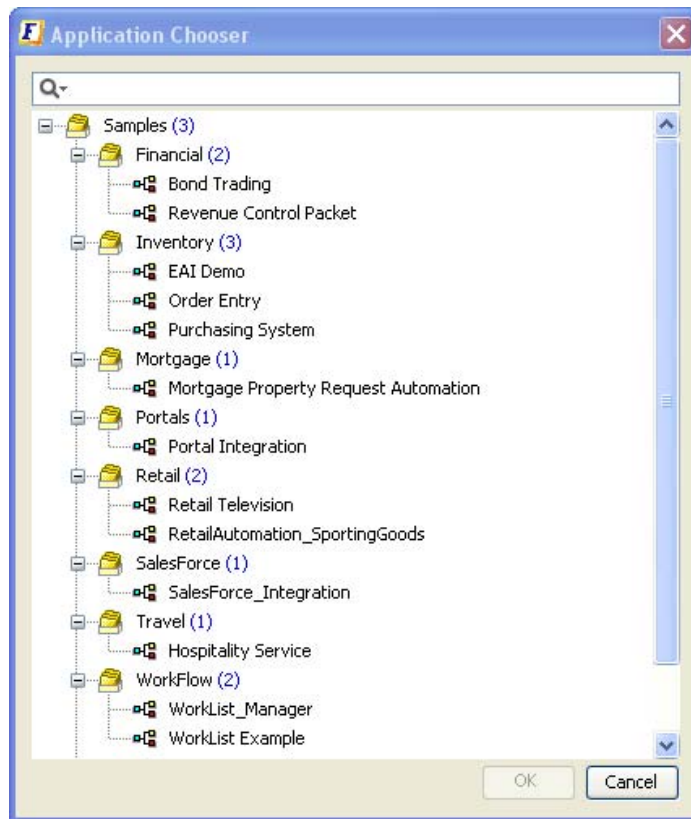 F Application Chooser
Samples (3)
Financial (2)
Bond Trading
Revenue Control Packet
Inventory (3)
EAI Demo
Order Entry
Purchasing System
Mortgage (1)
Mortgage Property Request Automation
Portals (1)
Portal Integration
Retail (2)
Retail Television
RetailAutomation_SportingGoods
SalesForce (1)
SalesForce_Integration
Travel (1)
Hospitality Service
WorkFlow (2)
WorkList_Manager
WorkList Example
OK Cancel